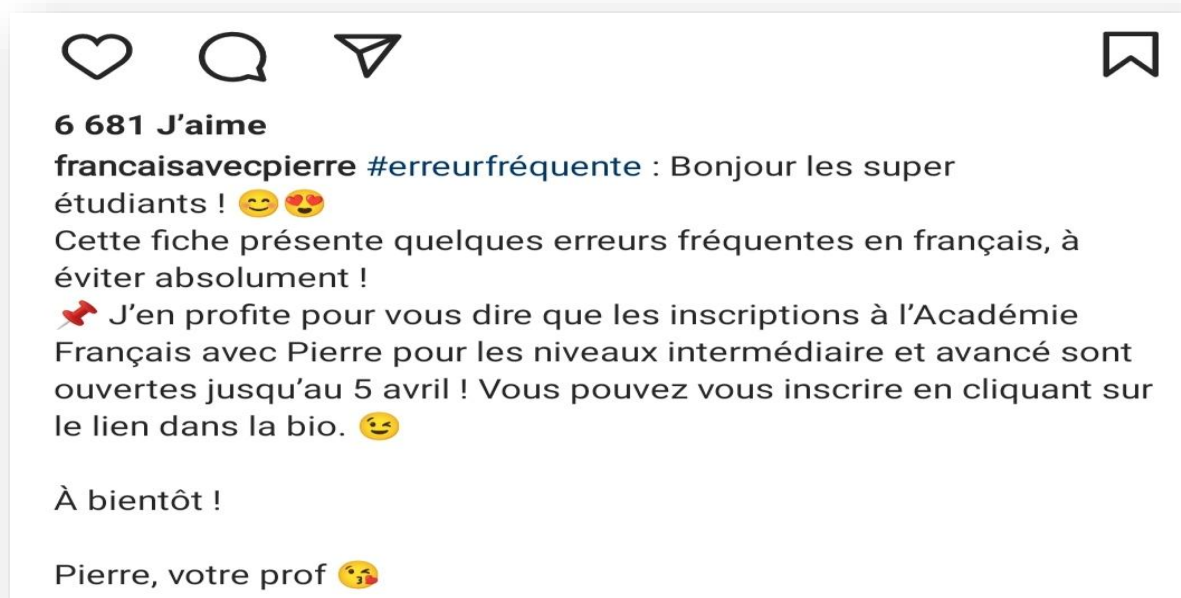 6 681 J’aime
francaisavecpierre #erreurfréquente : Bonjour les super
étudiants ! 😊😍
Cette fiche présente quelques erreurs fréquentes en français, à
éviter absolument !
📌 J’en profite pour vous dire que les inscriptions à l’Académie
Français avec Pierre pour les niveaux intermédiaire et avancé sont
ouvertes jusqu’au 5 avril ! Vous pouvez vous inscrire en cliquant sur
le lien dans la bio. 😉
À bientôt !
Pierre, votre prof 😘